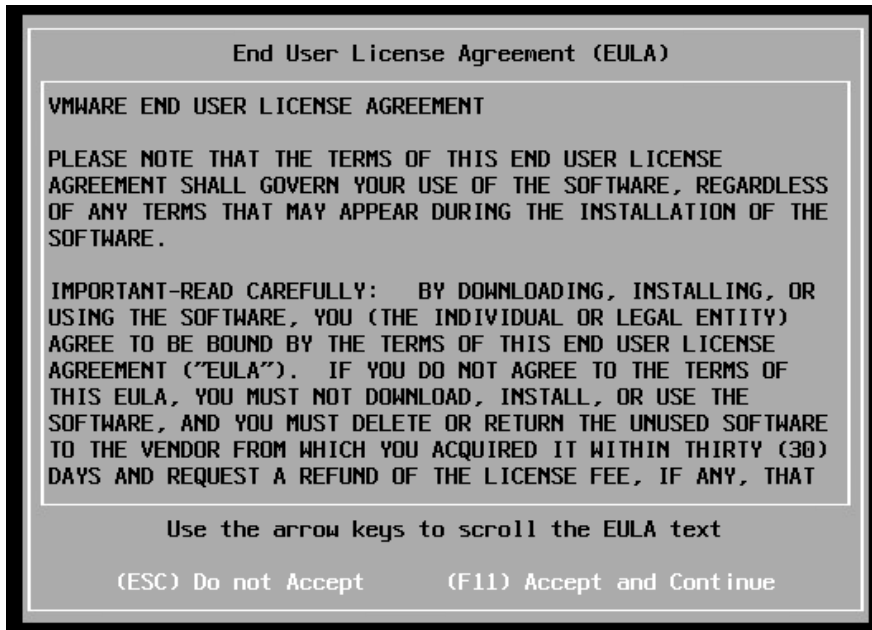 End User License Agreement (EULA)
VMWARE END USER LICENSE AGREEMENT
PLEASE NOTE THAT THE TERMS OF THIS END USER LICENSE
AGREEMENT SHALL GOVERN YOUR USE OF THE SOFTWARE, REGARDLESS
OF ANY TERMS THAT MAY APPEAR DURING THE INSTALLATION OF THE
SOFTWARE.
IMPORTANT-READ CAREFULLY:   BY DOWNLOADING, INSTALLING, OR
USING THE SOFTWARE, YOU (THE INDIVIDUAL OR LEGAL ENTITY)
AGREE TO BE BOUND BY THE TERMS OF THIS END USER LICENSE
AGREEMENT ("EULA").  IF YOU DO NOT AGREE TO THE TERMS OF
THIS EULA, YOU MUST NOT DOWNLOAD, INSTALL, OR USE THE
SOFTWARE, AND YOU MUST DELETE OR RETURN THE UNUSED SOFTWARE
TO THE VENDOR FROM WHICH YOU ACQUIRED IT WITHIN THIRTY (30)
DAYS AND REQUEST A REFUND OF THE LICENSE FEE, IF ANY, THAT
Use the arrow keys to scroll the EULA text
(ESC) Do not Accept (F11) Accept and Continue